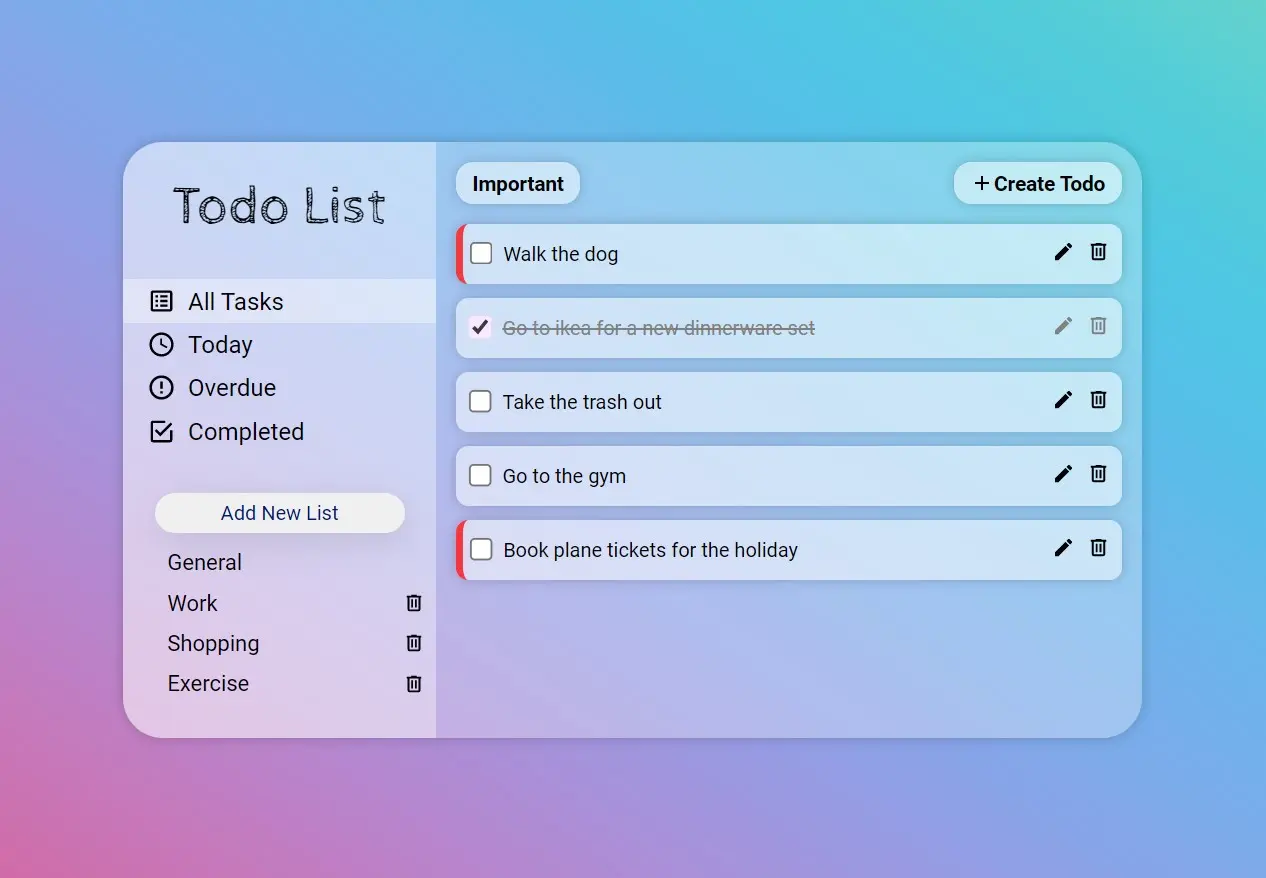 Todo List
All Tasks
Today
Overdue
Completed
Add New List
General
Work
Shopping
Exercise
Important
+ Create Todo
Walk the dog
Go to ikea for a new dinnerware set
Take the trash out
Go to the gym
Book plane tickets for the holiday